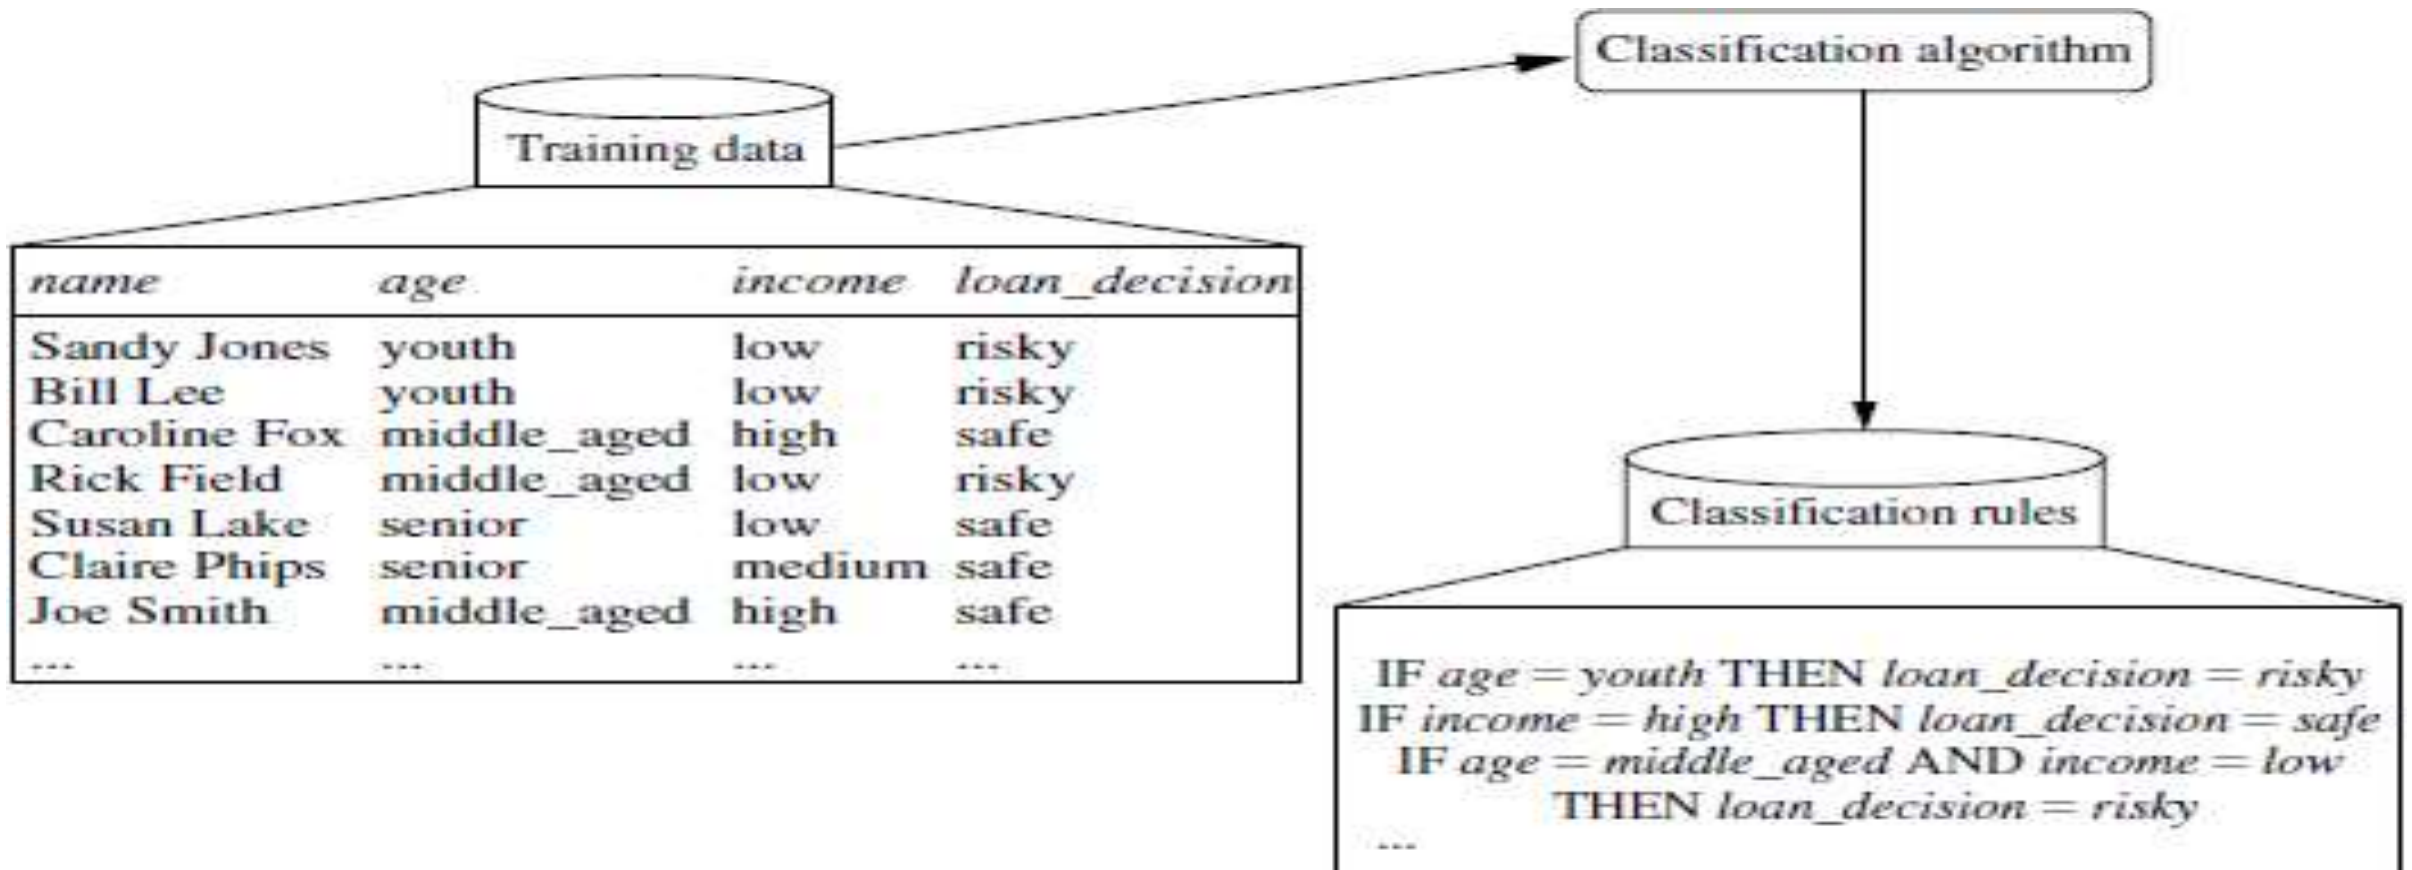 Classification algorithm
Training data
name age income loan_decision
Sandy Jones youth low risky
Bill Lee youth low risky
Caroline Fox middle_aged high safe
Rick Field middle_aged low risky
Susan Lake senior low safe
Claire Phips senior medium safe
Joe Smith middle_aged high safe
... ... ... ...
Classification rules
IF age = youth THEN loan_decision = risky
IF income = high THEN loan_decision = safe
IF age = middle_aged AND income = low
THEN loan_decision = risky
...